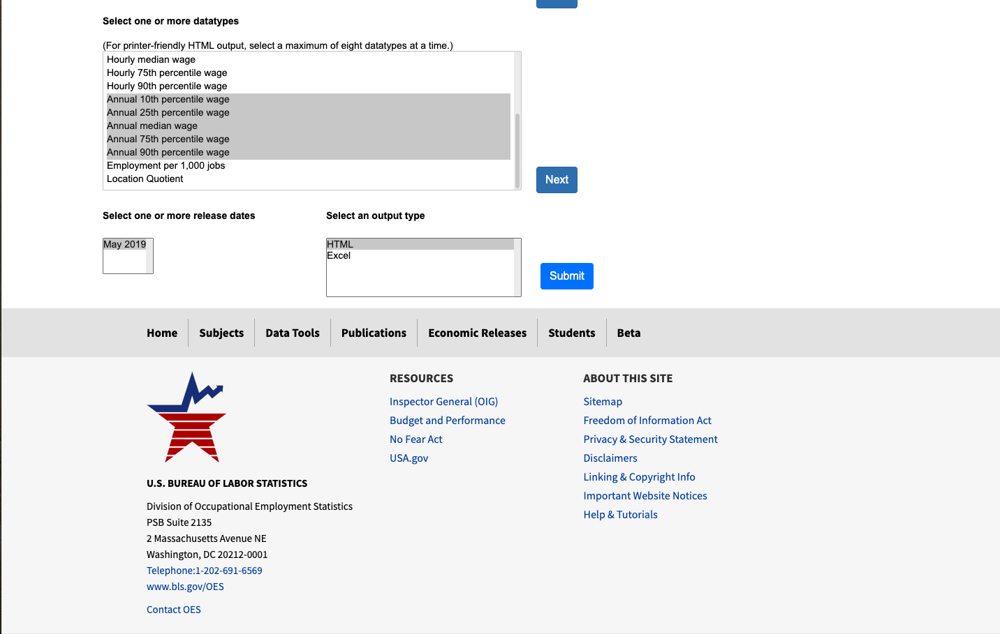 Select one or more datatypes
(For printer-friendly HTML output, select a maximum of eight datatypes at a time.)
Hourly median wage
Hourly 75th percentile wage
Hourly 90th percentile wage
Annual 10th percentile wage
Annual 25th percentile wage
Annual median wage
Annual 75th percentile wage
Annual 90th percentile wage
Employment per 1,000 jobs
Location Quotient
Next
Select one or more release dates
May 2019
Select an output type
HTML
Excel
Submit
Home Subjects Data Tools Publications Economic Releases Students Beta
U.S. BUREAU OF LABOR STATISTICS
Division of Occupational Employment Statistics
PSB Suite 2135
2 Massachusetts Avenue NE
Washington, DC 20212-0001
Telephone:1-202-691-6569
www.bls.gov/OES
Contact OES
RESOURCES
Inspector General (OIG)
Budget and Performance
No Fear Act
USA.gov
ABOUT THIS SITE
Sitemap
Freedom of Information Act
Privacy & Security Statement
Disclaimers
Linking & Copyright Info
Important Website Notices
Help & Tutorials